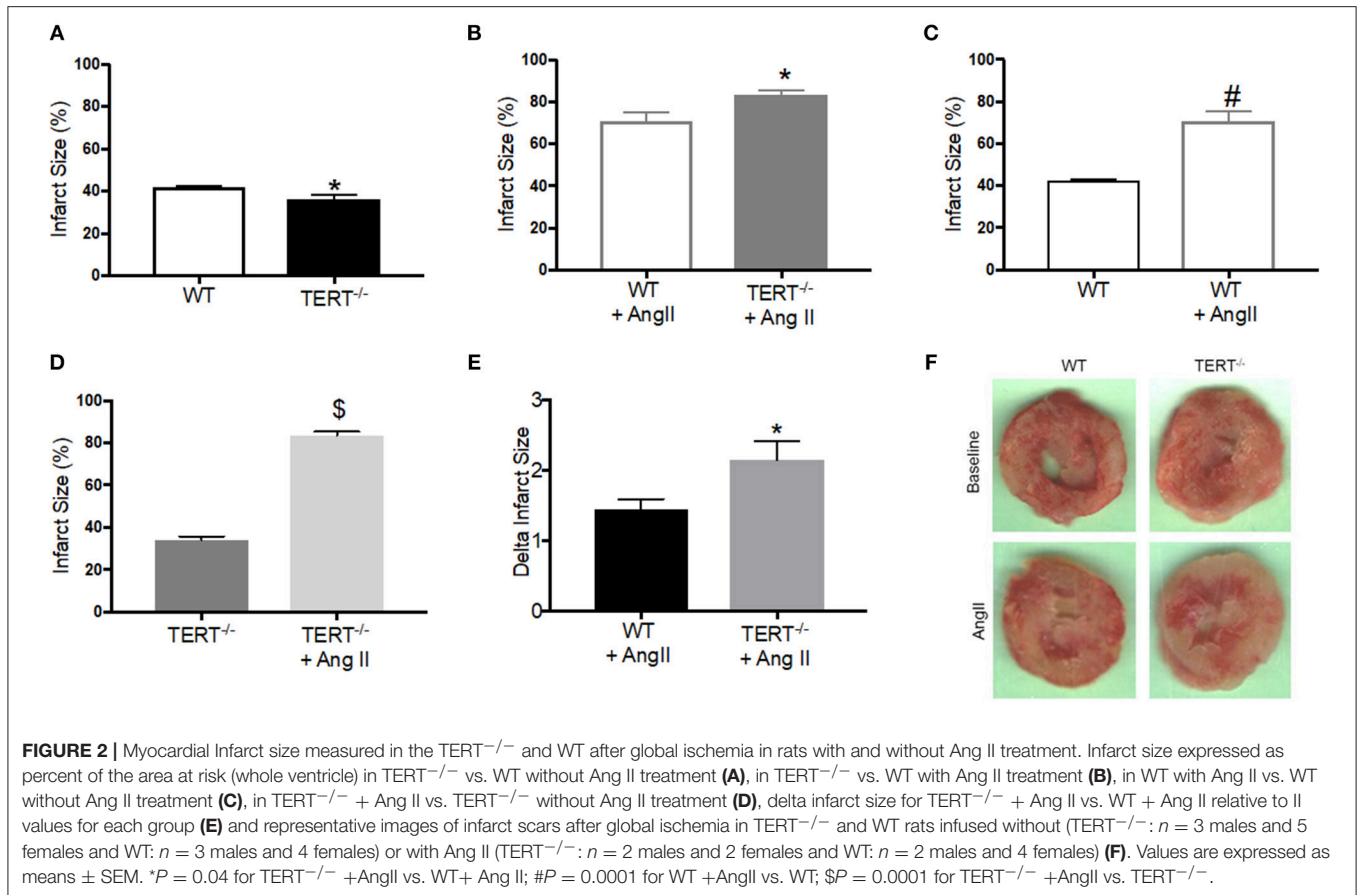 A
Infarct Size (%)
100
80
60
40
20
0
*
WT
TERT-/-
B
Infarct Size (%)
100
80
60
40
20
0
*
WT
+ AngII
TERT-/-
+ Ang II
C
Infarct Size (%)
100
80
60
40
20
0
#
WT
WT
+ AngII
D
Infarct Size (%)
100
80
60
40
20
0
$
TERT-/-
TERT-/-
+ Ang II
E
Delta Infarct Size
3
2
1
0
*
WT
+ AngII
TERT-/-
+ Ang II
F
WT
TERT-/-
Baseline
AngII
FIGURE 2 | Myocardial Infarct size measured in the TERT−/− and WT after global ischemia in rats with and without Ang II treatment. Infarct size expressed as
percent of the area at risk (whole ventricle) in TERT−/− vs. WT without Ang II treatment (A), in TERT−/− vs. WT with Ang II treatment (B), in WT with Ang II vs. WT
without Ang II treatment (C), in TERT−/− + Ang II vs. TERT−/− without Ang II treatment (D), delta infarct size for TERT−/− + Ang II vs. WT + Ang II relative to II
values for each group (E) and representative images of infarct scars after global ischemia in TERT−/− and WT rats infused without (TERT−/−: n = 3 males and 5
females and WT: n = 3 males and 4 females) or with Ang II (TERT−/−: n = 2 males and 2 females and WT: n = 2 males and 4 females) (F). Values are expressed as
means ± SEM. *P = 0.04 for TERT−/− +AngII vs. WT+ Ang II; #P = 0.0001 for WT +AngII vs. WT; $P = 0.0001 for TERT−/− +AngII vs. TERT−/−.